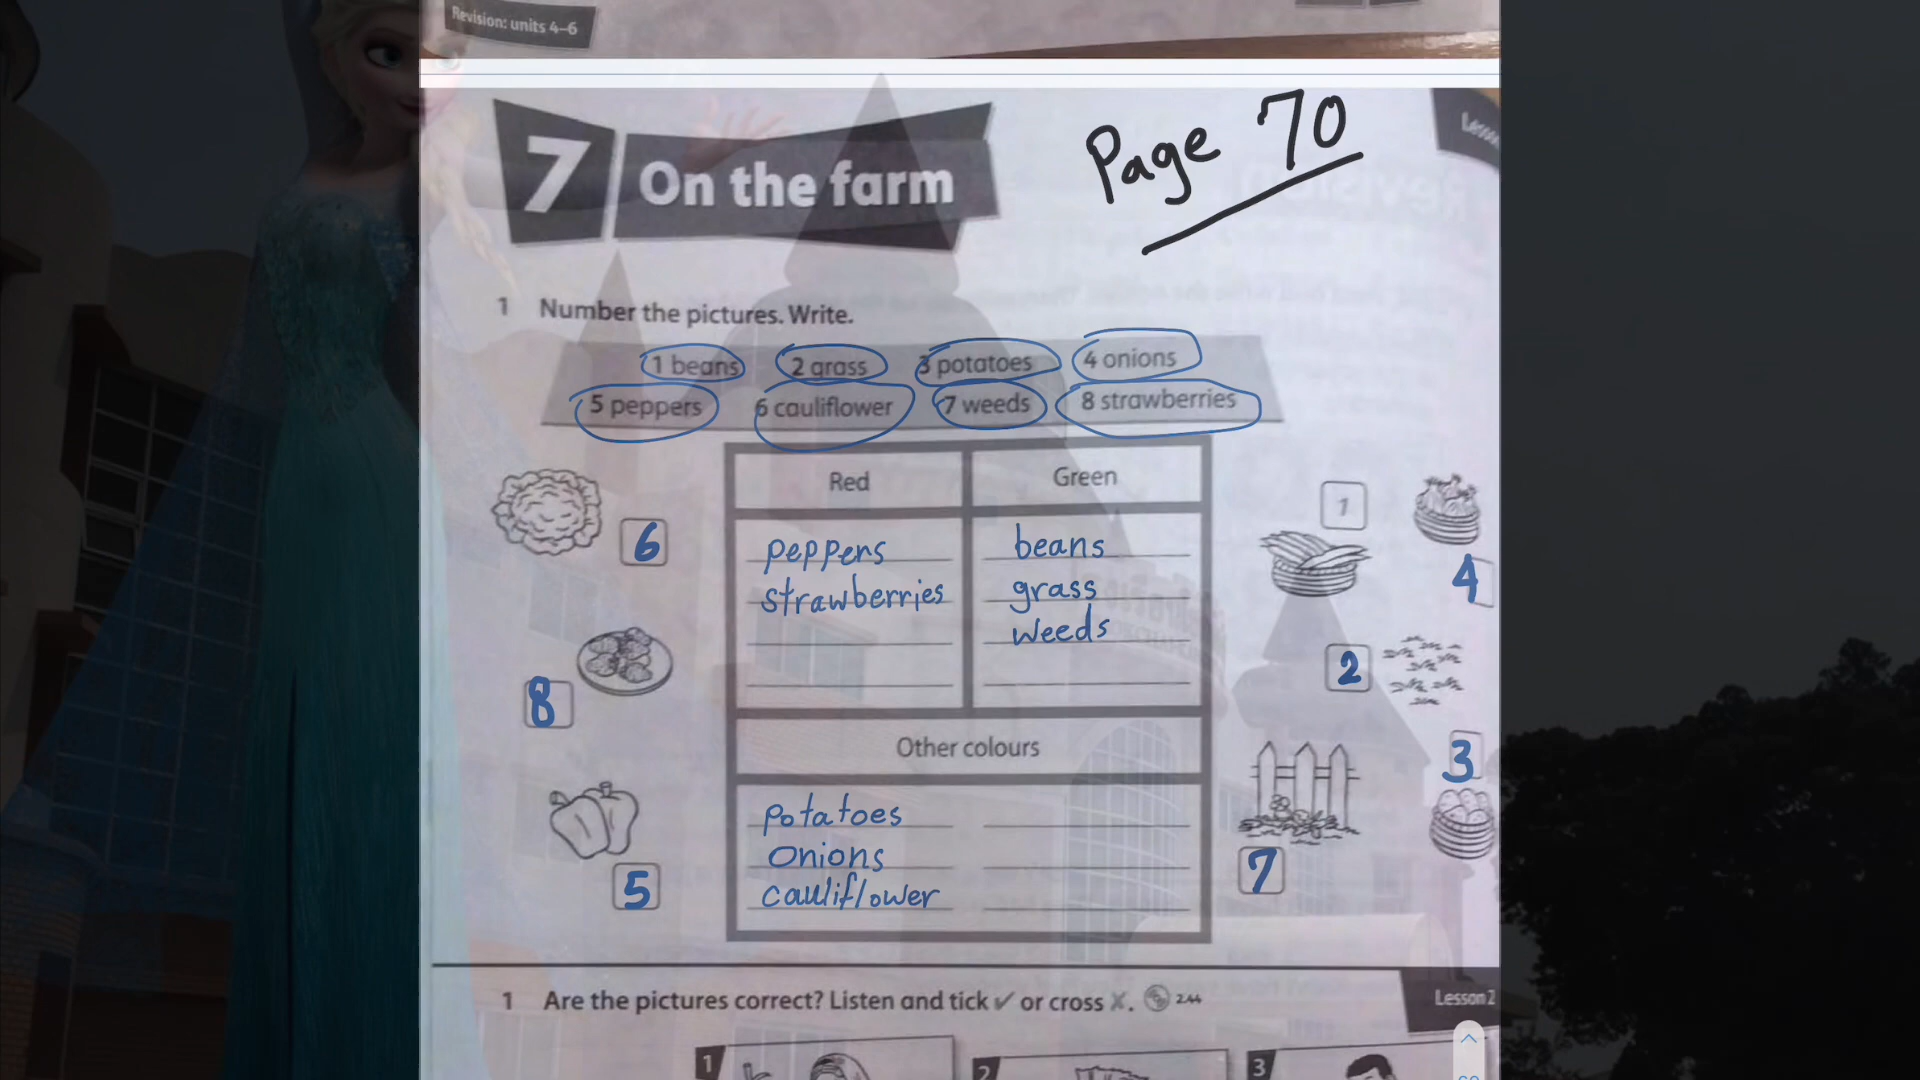 Revision: units 4–6
7 On the farm
Page 70
1 Number the pictures. Write.
1 beans 2 grass 3 potatoes 4 onions
5 peppers 6 cauliflower 7 weeds 8 strawberries
Red Green
peppers beans
strawberries grass
weeds
Other colours
potatoes
onions
cauliflower
6
8
5
1
4
2
3
7
1 Are the pictures correct? Listen and tick ✔ or cross ✘. 2.44
Lesson 2
1 2 3